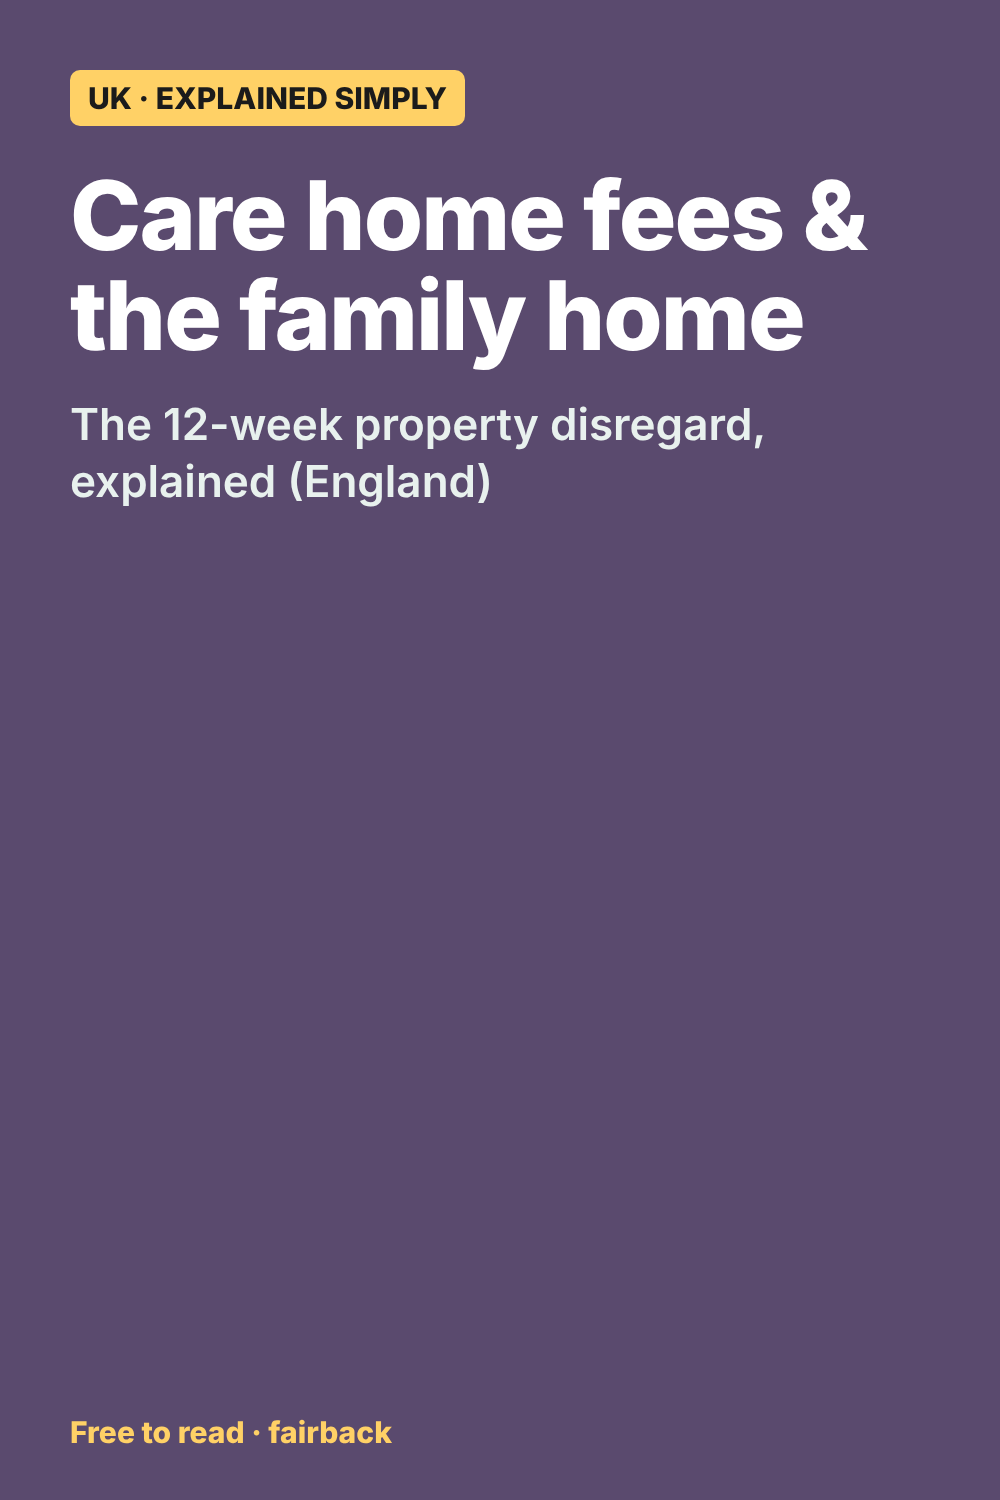 UK · EXPLAINED SIMPLY
Care home fees &
the family home
The 12-week property disregard,
explained (England)
Free to read · fairback